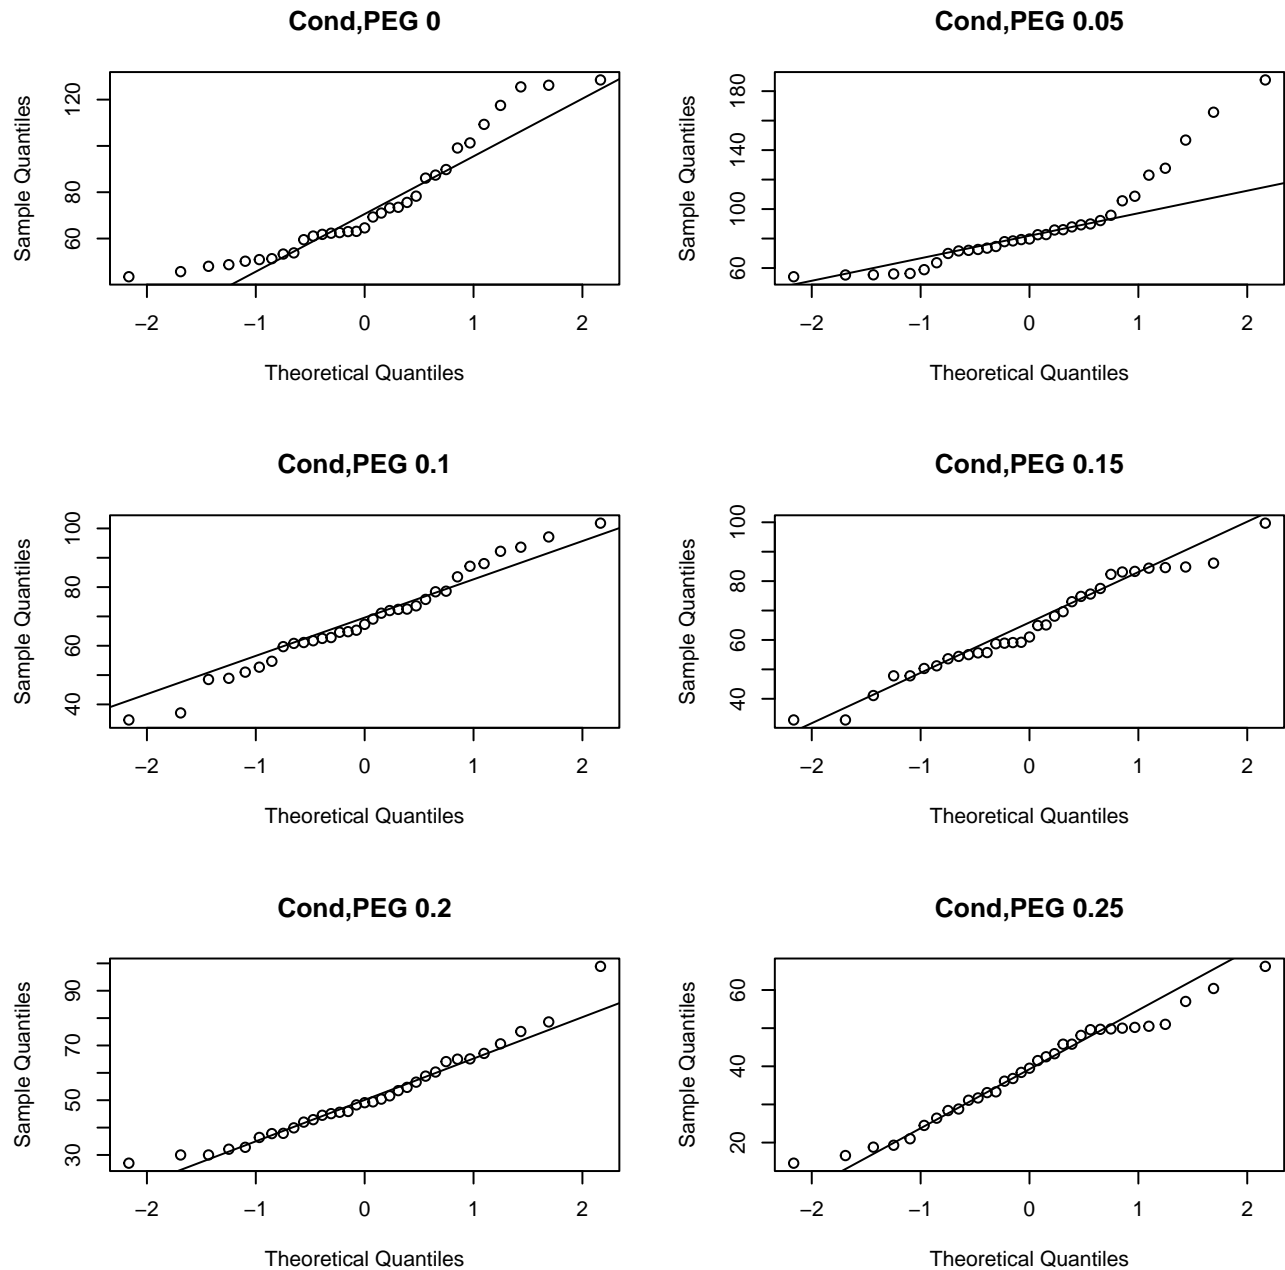 Cond,PEG 0
Sample Quantiles
120
80
60
−2 −1 0 1 2
Theoretical Quantiles
Cond,PEG 0.05
Sample Quantiles
180
140
100
60
−2 −1 0 1 2
Theoretical Quantiles
Cond,PEG 0.1
Sample Quantiles
100
80
60
40
−2 −1 0 1 2
Theoretical Quantiles
Cond,PEG 0.15
Sample Quantiles
100
80
60
40
−2 −1 0 1 2
Theoretical Quantiles
Cond,PEG 0.2
Sample Quantiles
90
70
50
30
−2 −1 0 1 2
Theoretical Quantiles
Cond,PEG 0.25
Sample Quantiles
60
40
20
−2 −1 0 1 2
Theoretical Quantiles